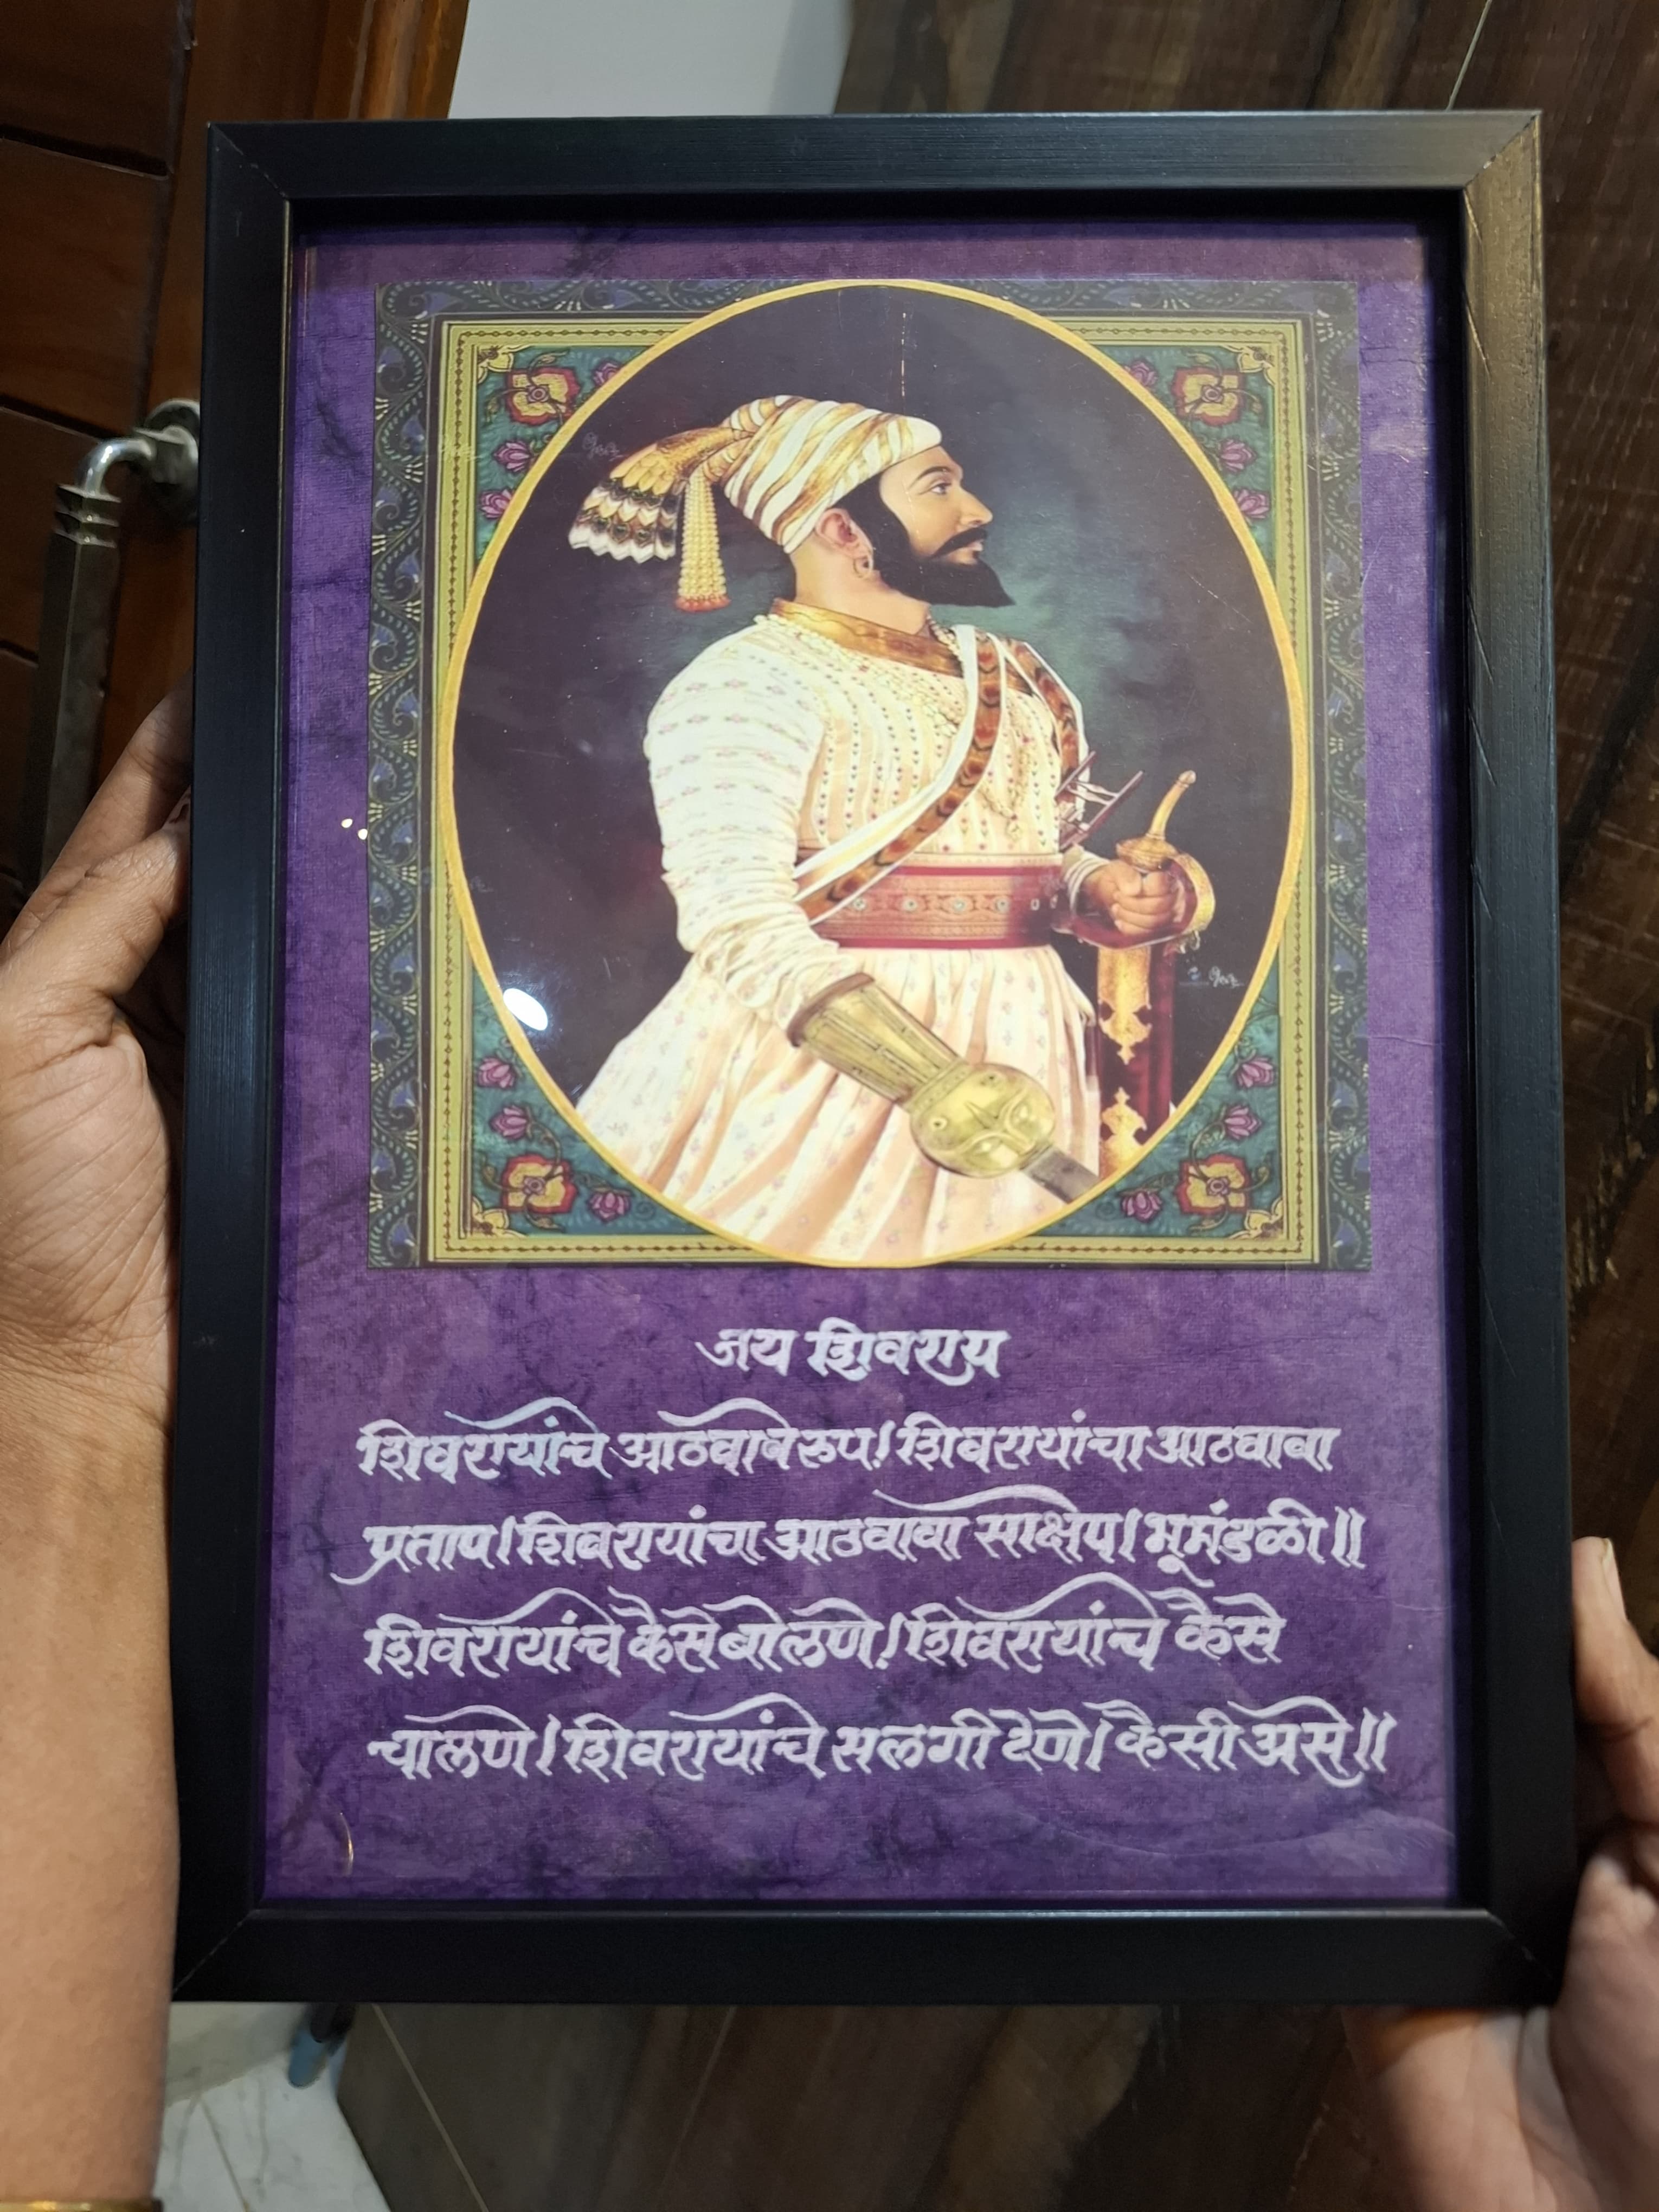 जय शिवराय
शिवरायांचे आठवावे रुप। शिवरायांचा आठवावा
प्रताप। शिवरायांचा आठवावा साक्षेप। भूमंडळी॥
शिवरायांचे कैसे बोलणे। शिवरायांचे कैसे
चालणे। शिवरायांचे सलगी देणे। कैसी असे॥